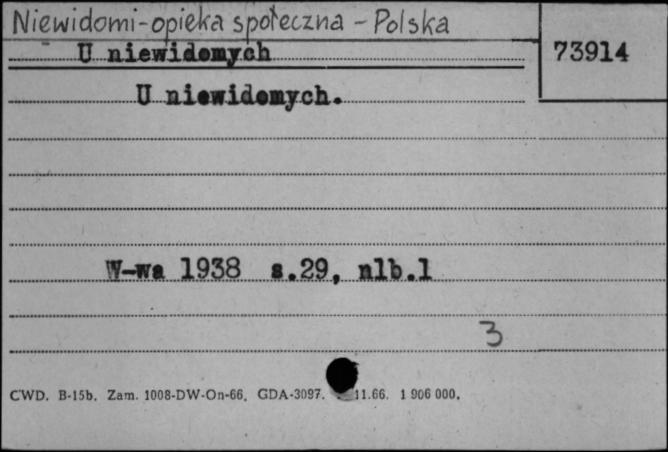 Niewidomi-opieka społeczna - Polska
U niewidomych
73914
U niewidomych.
W-wa 1938 s.29, nlb.1
3
CWD. B-15b. Zam. 1008-DW-On-66. GDA-3097. 11.66. 1 906 000.